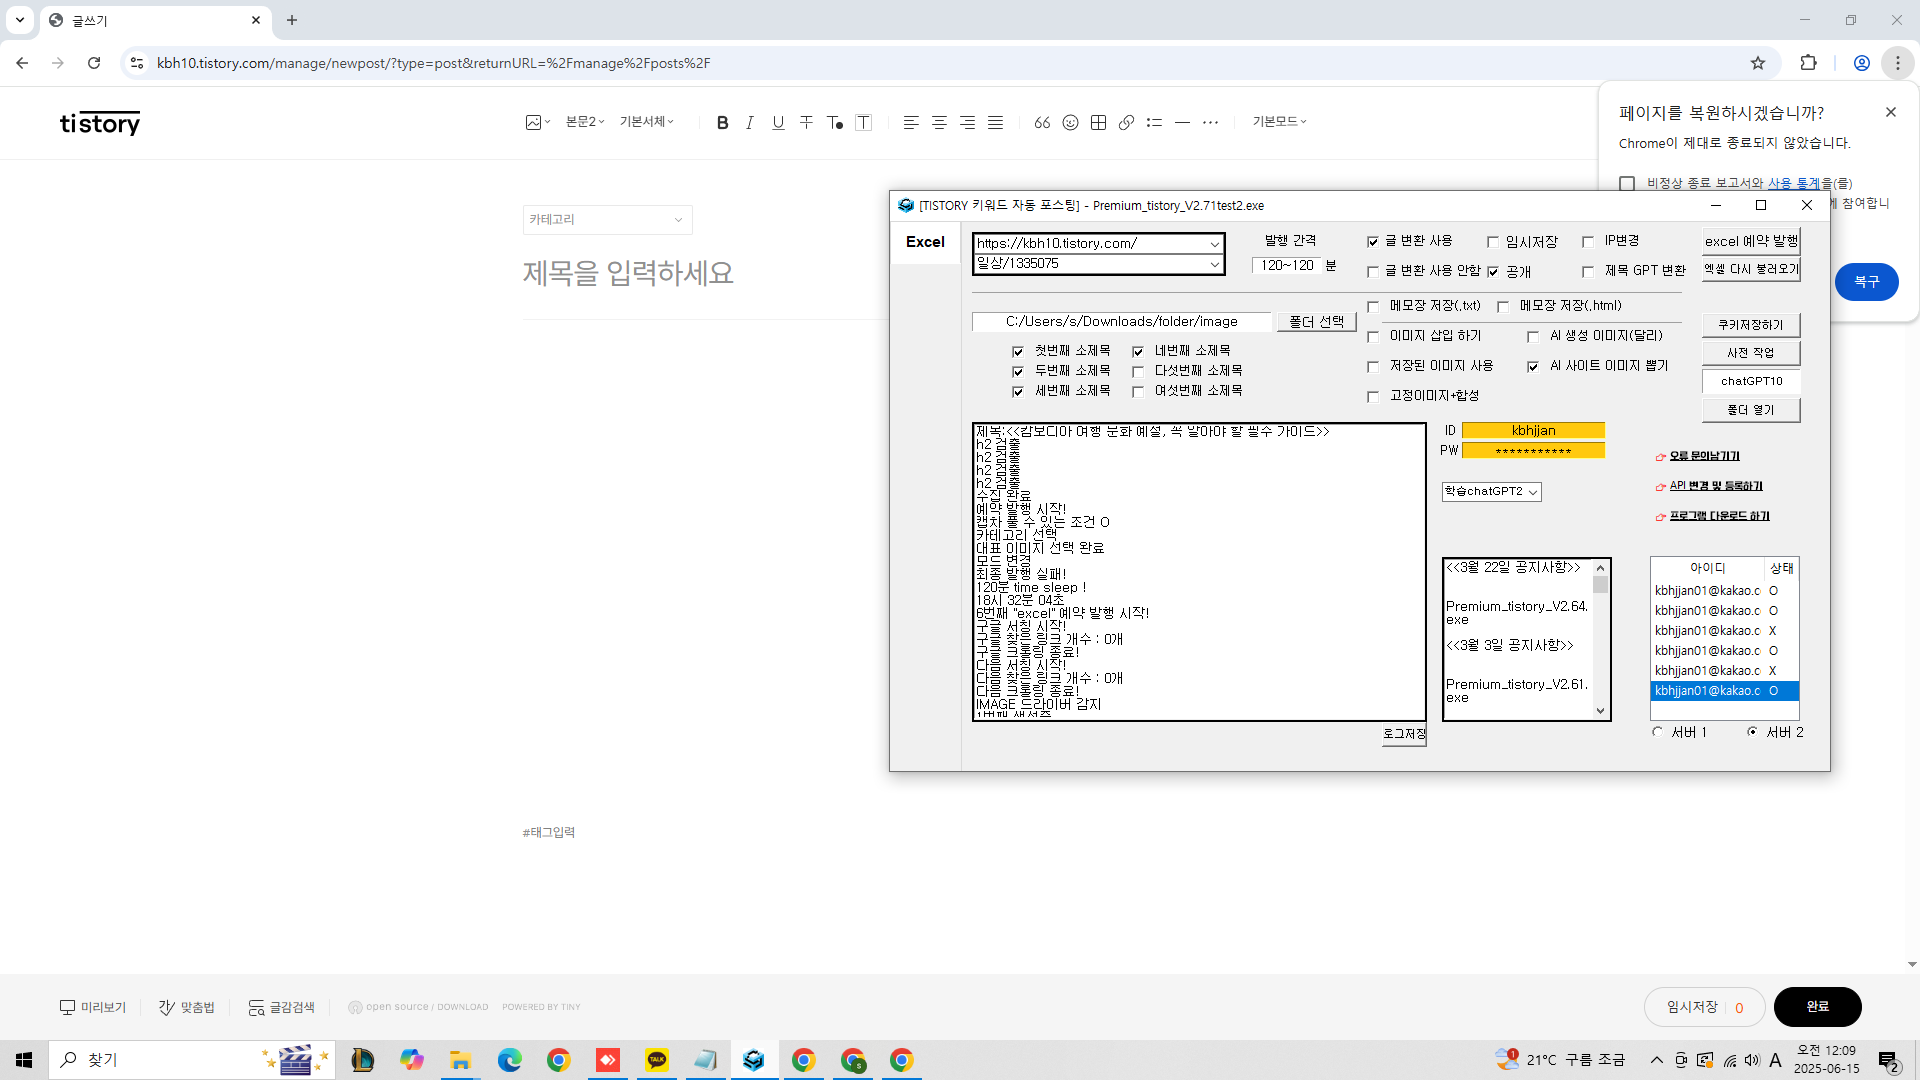 글쓰기
kbh10.tistory.com/manage/newpost/?type=post&returnURL=%2Fmanage%2Fposts%2F
tistory
본문2
기본서체
기본모드
카테고리
제목을 입력하세요
#태그입력
페이지를 복원하시겠습니까?
Chrome이 제대로 종료되지 않았습니다.
비정상 종료 보고서와 사용 통계을(를)
에 참여합니
복구
[TISTORY 키워드 자동 포스팅] - Premium_tistory_V2.71test2.exe
Excel
https://kbh10.tistory.com/
일상/1335075
발행 간격
120~120 분
글 변환 사용
임시저장
IP변경
글 변환 사용 안함
공개
제목 GPT 변환
excel 예약 발행
엑셀 다시 불러오기
C:/Users/s/Downloads/folder/image
폴더 선택
첫번째 소제목
네번째 소제목
두번째 소제목
다섯번째 소제목
세번째 소제목
여섯번째 소제목
메모장 저장(.txt)
메모장 저장(.html)
이미지 삽입 하기
AI 생성 이미지(달리)
저장된 이미지 사용
AI 사이트 이미지 뽑기
고정이미지+합성
쿠키저장하기
사전 작업
chatGPT10
폴더 열기
제목:<<캄보디아 여행 문화 예절, 꼭 알아야 할 필수 가이드>>
h2 검출
h2 검출
h2 검출
h2 검출
수집 완료
예약 발행 시작!
캡차 풀 수 있는 조건 O
카테고리 선택
대표 이미지 선택 완료
모드 변경
최종 발행 실패!
120분 time sleep !
18시 32분 04초
6번째 "excel" 예약 발행 시작!
구글 서칭 시작!
구글 찾은 링크 개수 : 0개
구글 크롤링 종료!
다음 서칭 시작!
다음 찾은 링크 개수 : 0개
다음 크롤링 종료!
IMAGE 드라이버 감지
1번째 생성중
로그저장
ID kbhjjan
PW ***********
학습chatGPT2
오류 문의남기기
API 변경 및 등록하기
프로그램 다운로드 하기
<<3월 22일 공지사항>>
Premium_tistory_V2.64.
exe
<<3월 3일 공지사항>>
Premium_tistory_V2.61.
exe
아이디 상태
kbhjjan01@kakao.c O
kbhjjan01@kakao.c O
kbhjjan01@kakao.c X
kbhjjan01@kakao.c O
kbhjjan01@kakao.c X
kbhjjan01@kakao.c O
서버 1
서버 2
미리보기
맞춤법
글감검색
open source / DOWNLOAD
POWERED BY TINY
임시저장 0
완료
찾기
TALK
S
1
21°C 구름 조금
A
오전 12:09
2025-06-15
2